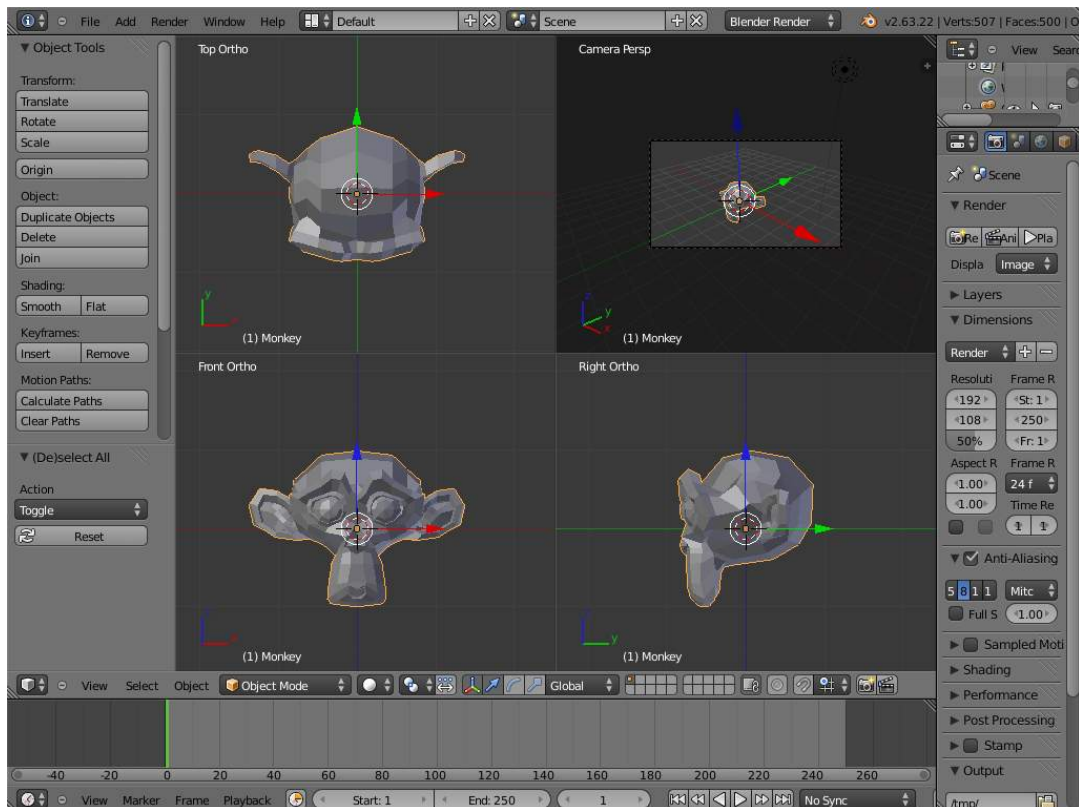 File Add Render Window Help Default Scene Blender Render v2.63.22 | Verts:507 | Faces:500 | O
Object Tools
Transform:
Translate
Rotate
Scale
Origin
Object:
Duplicate Objects
Delete
Join
Shading:
Smooth Flat
Keyframes:
Insert Remove
Motion Paths:
Calculate Paths
Clear Paths
(De)select All
Action
Toggle
Reset
Top Ortho
y
(1) Monkey
Camera Persp
z
y
x
(1) Monkey
Front Ortho
(1) Monkey
Right Ortho
y
(1) Monkey
View Sear
Scene
Render
Re Ani Pla
Displa Image
Layers
Dimensions
Render
Resoluti Frame R
192 St: 1
108 250
50% Fr: 1
Aspect R Frame R
1.00 24 f
1.00 Time Re
1 1
Anti-Aliasing
5 8 1 1 Mitc
Full S 1.00
Sampled Moti
Shading
Performance
Post Processing
Stamp
Output
/tmp/
View Select Object Object Mode Global
-40 -20 0 20 40 60 80 100 120 140 160 180 200 220 240 260
View Marker Frame Playback Start: 1 End: 250 1 No Sync